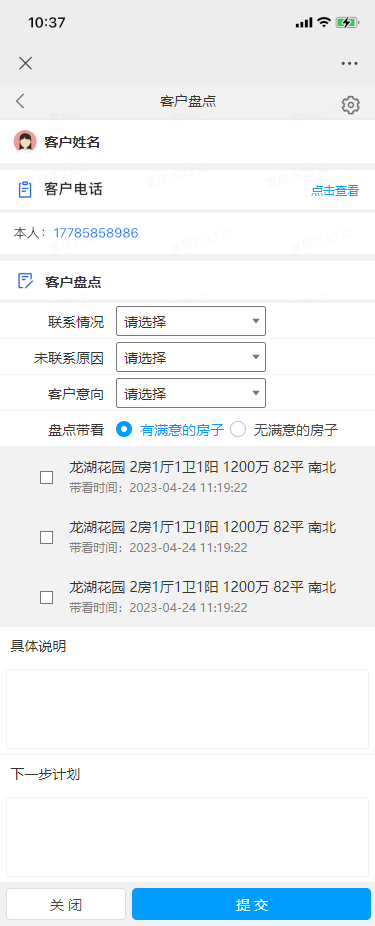 10:37
客户盘点
客户姓名
客户电话 点击查看
本人：17785858986
客户盘点
联系情况 请选择
未联系原因 请选择
客户意向 请选择
盘点带看 有满意的房子 无满意的房子
龙湖花园 2房1厅1卫1阳 1200万 82平 南北
带看时间：2023-04-24 11:19:22
龙湖花园 2房1厅1卫1阳 1200万 82平 南北
带看时间：2023-04-24 11:19:22
龙湖花园 2房1厅1卫1阳 1200万 82平 南北
带看时间：2023-04-24 11:19:22
具体说明
下一步计划
关 闭 提 交